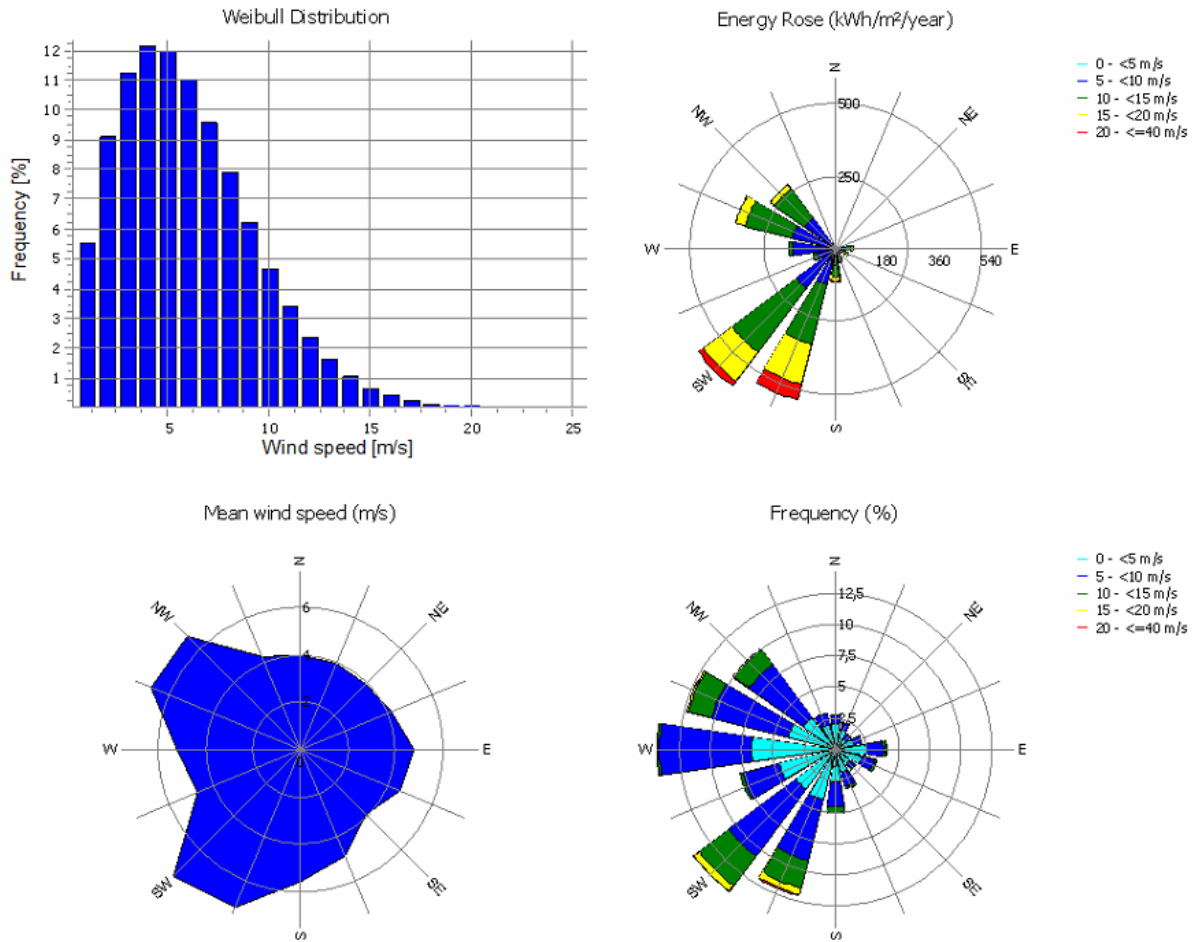 Weibull Distribution
Frequency [%]
12
11
10
9
8
7
6
5
4
3
2
1
5
10
15
20
25
Wind speed [m/s]
Energy Rose (kWh/m²/year)
N
NE
E
SE
S
SW
W
NW
500
250
180
360
540
0 - <5 m/s
5 - <10 m/s
10 - <15 m/s
15 - <20 m/s
20 - <=40 m/s
Mean wind speed (m/s)
N
NE
E
SE
S
SW
W
NW
6
4
2
0
Frequency (%)
N
NE
E
SE
S
SW
W
NW
12,5
10
7,5
5
2,5
0 - <5 m/s
5 - <10 m/s
10 - <15 m/s
15 - <20 m/s
20 - <=40 m/s